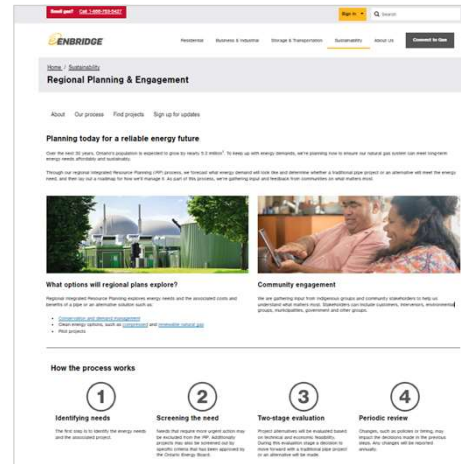 Smell gas? Call 1-866-763-5427
Sign in
Search
ENBRIDGE
Residential Business & Industrial Storage & Transportation Sustainability About Us Connect to Gas
Home / Sustainability
Regional Planning & Engagement
About Our process Find projects Sign up for updates
Planning today for a reliable energy future
Over the next 30 years, Ontario's population is expected to grow by nearly 5.3 million¹. To keep up with energy demands, we're planning now to ensure our natural gas system can meet long-term
energy needs affordably and sustainably.
Through our regional Integrated Resource Planning (IRP) process, we forecast what energy demand will look like and determine whether a traditional pipe project or an alternative will meet the energy
need, and then lay out a roadmap for how we'll manage it. As part of this process, we're gathering input and feedback from communities on what matters most.
What options will regional plans explore?
Regional Integrated Resource Planning explores energy needs and the associated costs and
benefits of a pipe or an alternative solution such as:
• Conservation and demand management
• Clean energy options, such as compressed and renewable natural gas
• Pilot projects
Community engagement
We are gathering input from Indigenous groups and community stakeholders to help us
understand what matters most. Stakeholders can include customers, intervenors, environmental
groups, municipalities, government and other groups.
How the process works
1
Identifying needs
The first step is to identify the energy needs
and the associated project.
2
Screening the need
Needs that require more urgent action may
be excluded from the IRP. Additionally
projects may also be screened out by
specific criteria that has been approved by
the Ontario Energy Board.
3
Two-stage evaluation
Project alternatives will be evaluated based
on technical and economic feasibility.
During this evaluation stage a decision to
move forward with a traditional pipe project
or an alternative will be made.
4
Periodic review
Changes, such as policies or timing, may
impact the decisions made in the previous
steps. Any changes will be reported
annually.